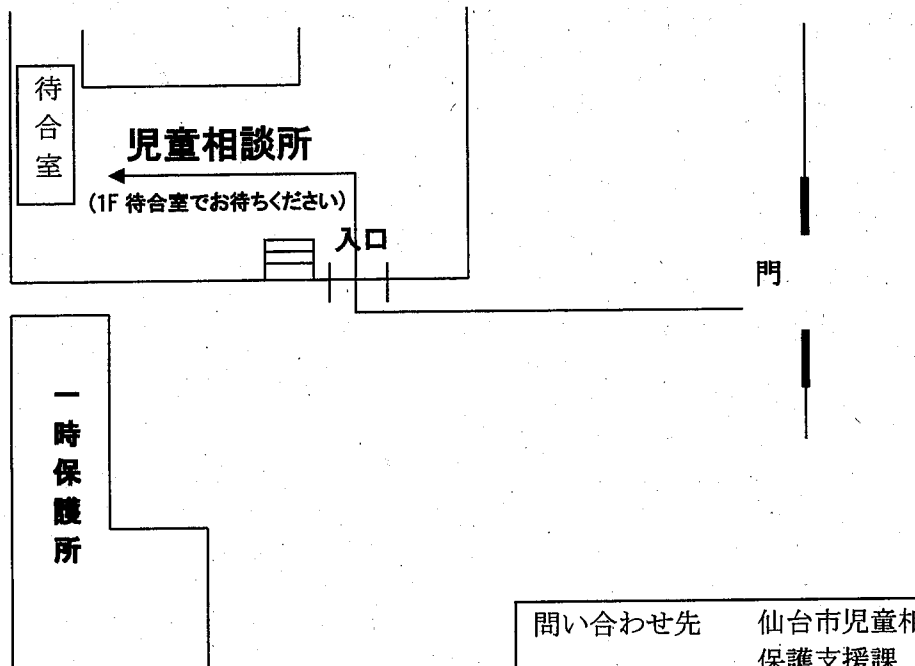 待合室
児童相談所
(1F 待合室でお待ちください)
入口
門
一時保護所
問い合わせ先 仙台市児童相
保護支援課